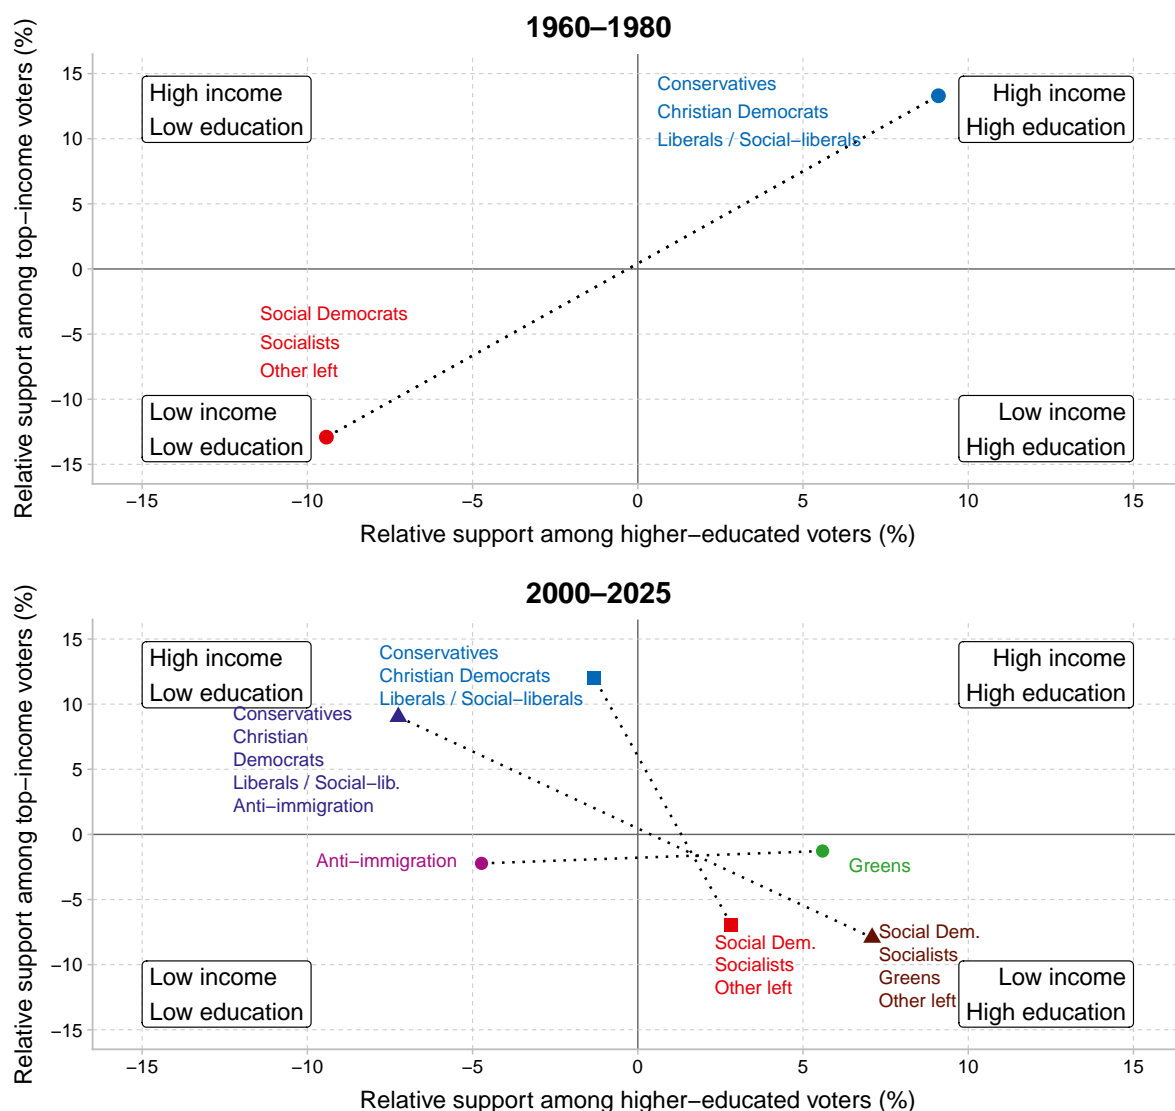 1960–1980
Relative support among top−income voters (%)
15
10
5
0
−5
−10
−15
High income
Low education
Conservatives
Christian Democrats
Liberals / Social−liberals
High income
High education
Social Democrats
Socialists
Other left
Low income
Low education
Low income
High education
−15
−10
−5
0
5
10
15
Relative support among higher−educated voters (%)
2000–2025
Relative support among top−income voters (%)
15
10
5
0
−5
−10
−15
High income
Low education
Conservatives
Christian Democrats
Liberals / Social−liberals
High income
High education
Conservatives
Christian
Democrats
Liberals / Social−lib.
Anti−immigration
Anti−immigration
Greens
Social Dem.
Socialists
Other left
Social Dem.
Socialists
Greens
Other left
Low income
Low education
Low income
High education
−15
−10
−5
0
5
10
15
Relative support among higher−educated voters (%)